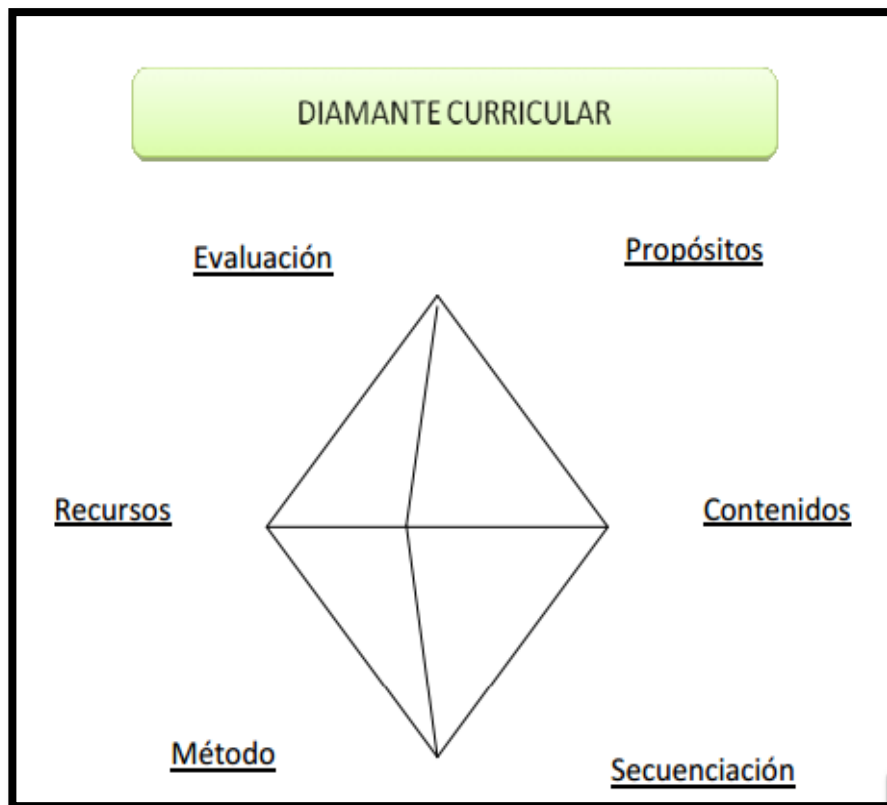 DIAMANTE CURRICULAR
Evaluación
Propósitos
Recursos
Contenidos
Método
Secuenciación